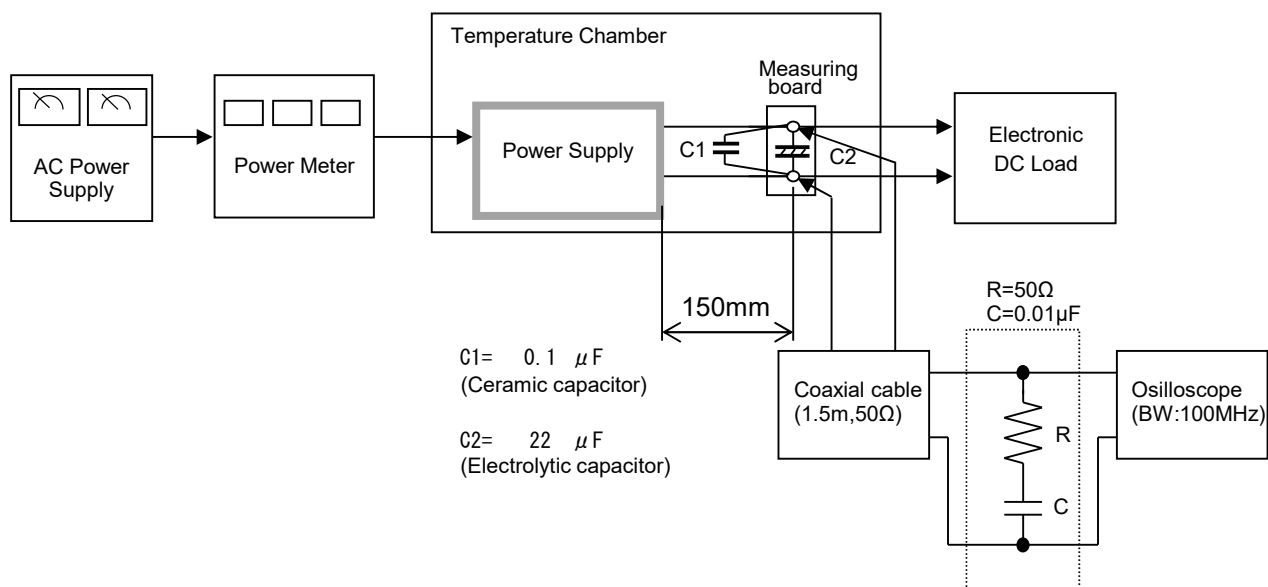 Temperature Chamber
Measuring
board
AC Power
Supply
Power Meter
Power Supply
C1
C2
Electronic
DC Load
150mm
R=50Ω
C=0.01μF
C1= 0.1 μF
(Ceramic capacitor)
C2= 22 μF
(Electrolytic capacitor)
Coaxial cable
(1.5m,50Ω)
R
C
Osilloscope
(BW:100MHz)